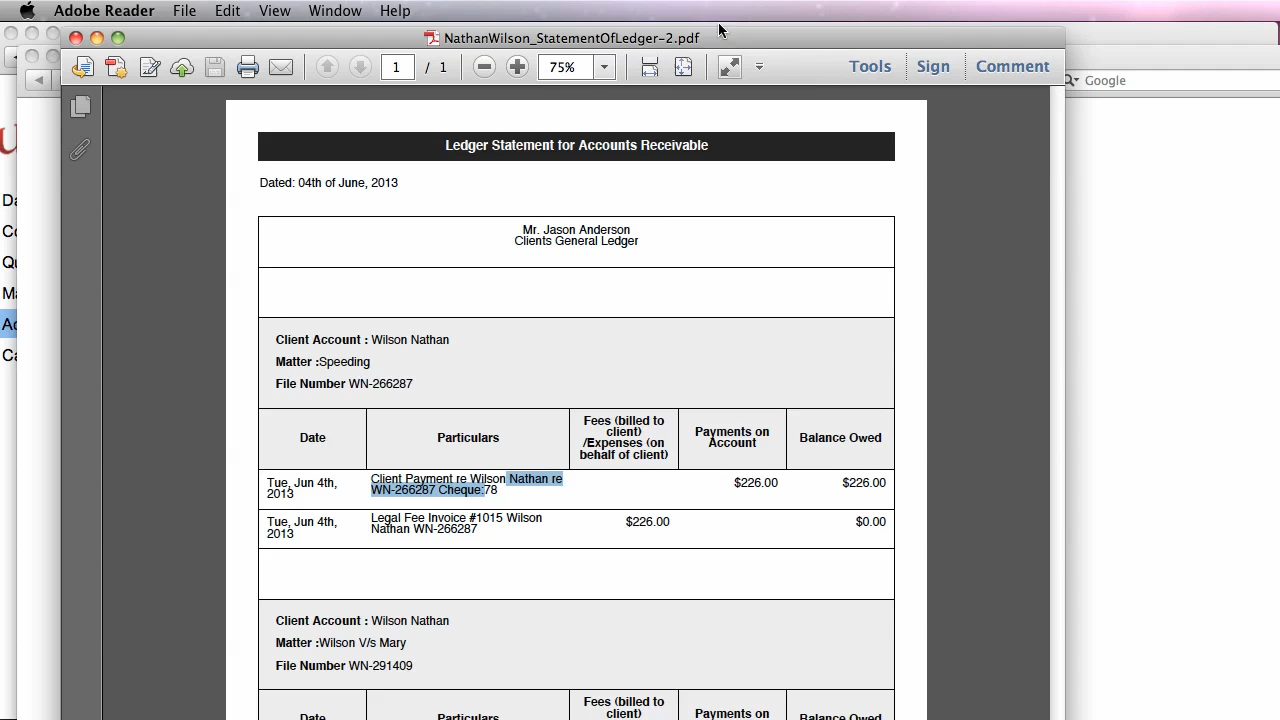 Adobe Reader File Edit View Window Help
NathanWilson_StatementOfLedger-2.pdf
1 / 1 75% Tools Sign Comment
Google
Ledger Statement for Accounts Receivable
Dated: 04th of June, 2013
Mr. Jason Anderson
Clients General Ledger
Client Account : Wilson Nathan
Matter :Speeding
File Number WN-266287
Date Particulars Fees (billed to client) /Expenses (on behalf of client) Payments on Account Balance Owed
Tue, Jun 4th, 2013 Client Payment re Wilson Nathan re WN-266287 Cheque:78 $226.00 $226.00
Tue, Jun 4th, 2013 Legal Fee Invoice #1015 Wilson Nathan WN-266287 $226.00 $0.00
Client Account : Wilson Nathan
Matter :Wilson V/s Mary
File Number WN-291409
Date Particulars Fees (billed to client) Payments on Balance Owed